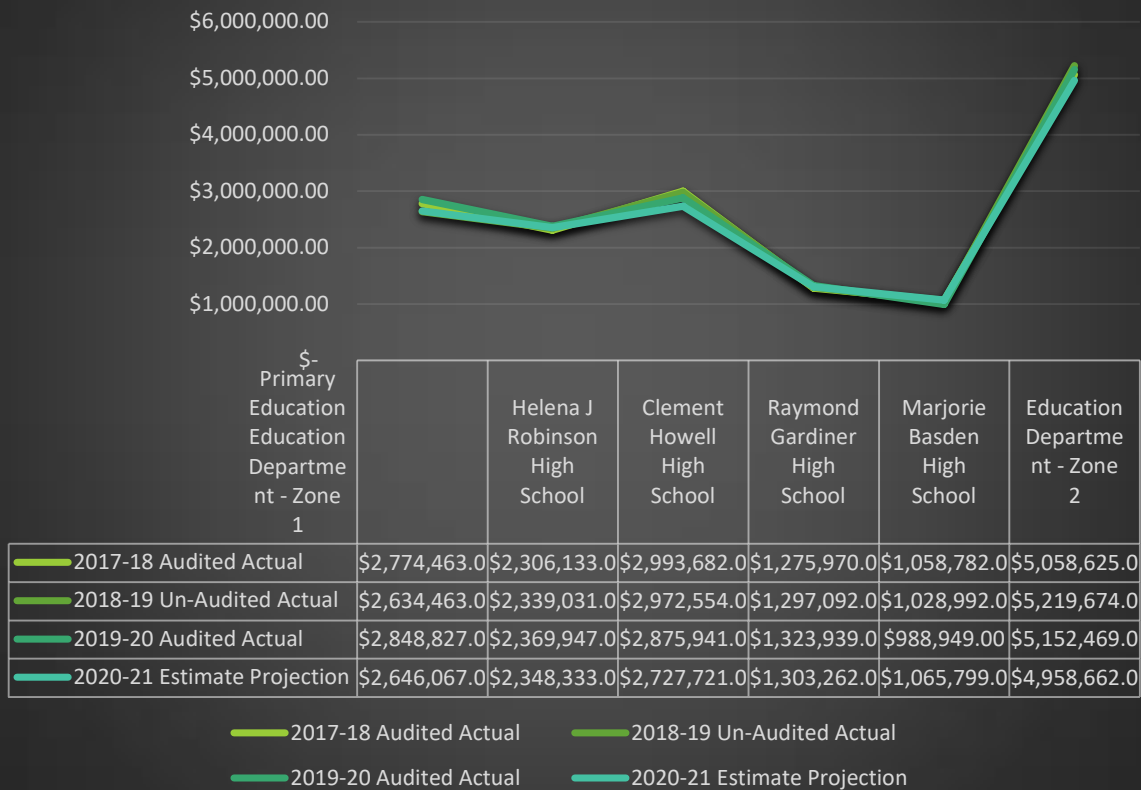 $6,000,000.00
$5,000,000.00
$4,000,000.00
$3,000,000.00
$2,000,000.00
$1,000,000.00
$-
Primary
Education
Education
Departme
nt - Zone
1
Helena J
Robinson
High
School
Clement
Howell
High
School
Raymond
Gardiner
High
School
Marjorie
Basden
High
School
Education
Departme
nt - Zone
2
2017-18 Audited Actual $2,774,463.0 $2,306,133.0 $2,993,682.0 $1,275,970.0 $1,058,782.0 $5,058,625.0
2018-19 Un-Audited Actual $2,634,463.0 $2,339,031.0 $2,972,554.0 $1,297,092.0 $1,028,992.0 $5,219,674.0
2019-20 Audited Actual $2,848,827.0 $2,369,947.0 $2,875,941.0 $1,323,939.0 $988,949.00 $5,152,469.0
2020-21 Estimate Projection $2,646,067.0 $2,348,333.0 $2,727,721.0 $1,303,262.0 $1,065,799.0 $4,958,662.0
2017-18 Audited Actual 2018-19 Un-Audited Actual
2019-20 Audited Actual 2020-21 Estimate Projection